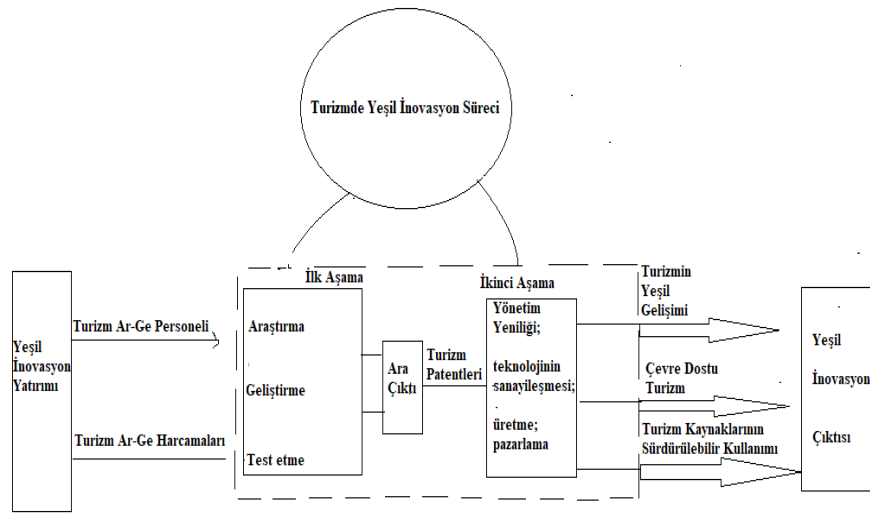 Turizmde Yeşil İnovasyon Süreci
Yeşil
İnovasyon
Yatırımı
Turizm Ar-Ge Personeli
Turizm Ar-Ge Harcamaları
İlk Aşama
Araştırma
Geliştirme
Test etme
Ara
Çıktı
Turizm
Patentleri
İkinci Aşama
Yönetim
Yeniliği;
teknolojinin
sanayileşmesi;
üretme;
pazarlama
Turizmin
Yeşil
Gelişimi
Çevre Dostu
Turizm
Turizm Kaynaklarının
Sürdürülebilir Kullanımı
Yeşil
İnovasyon
Çıktısı